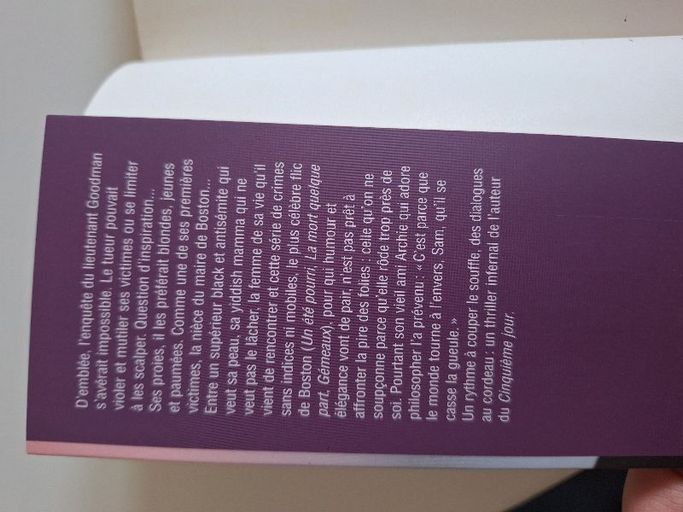 D'emblée, l'enquête du lieutenant Goodman
s'avérait impossible. Le tueur pouvait
violer et mutiler ses victimes ou se limiter
à les scalper. Question d'inspiration...
Ses proies, il les préférait blondes, jeunes
et paumées. Comme une de ses premières
victimes, la nièce du maire de Boston...
Entre un supérieur black et antisémite qui
veut sa peau, sa yiddish mamma qui ne
veut pas le lâcher, la femme de sa vie qu'il
vient de rencontrer et cette série de crimes
sans indices ni mobiles, le plus célèbre flic
de Boston (Un été pourri, La mort quelque
part, Gémeaux), pour qui humour et
élégance vont de pair, n'est pas prêt à
affronter la pire des folies : celle qu'on ne
soupçonne parce qu'elle rôde trop près de
soi. Pourtant son vieil ami Archie qui adore
philosopher l'a prévenu : « C'est parce que
le monde tourne à l'envers, Sam, qu'il se
casse la gueule. »
Un rythme à couper le souffle, des dialogues
au cordeau : un thriller infernal de l'auteur
du Cinquième jour.